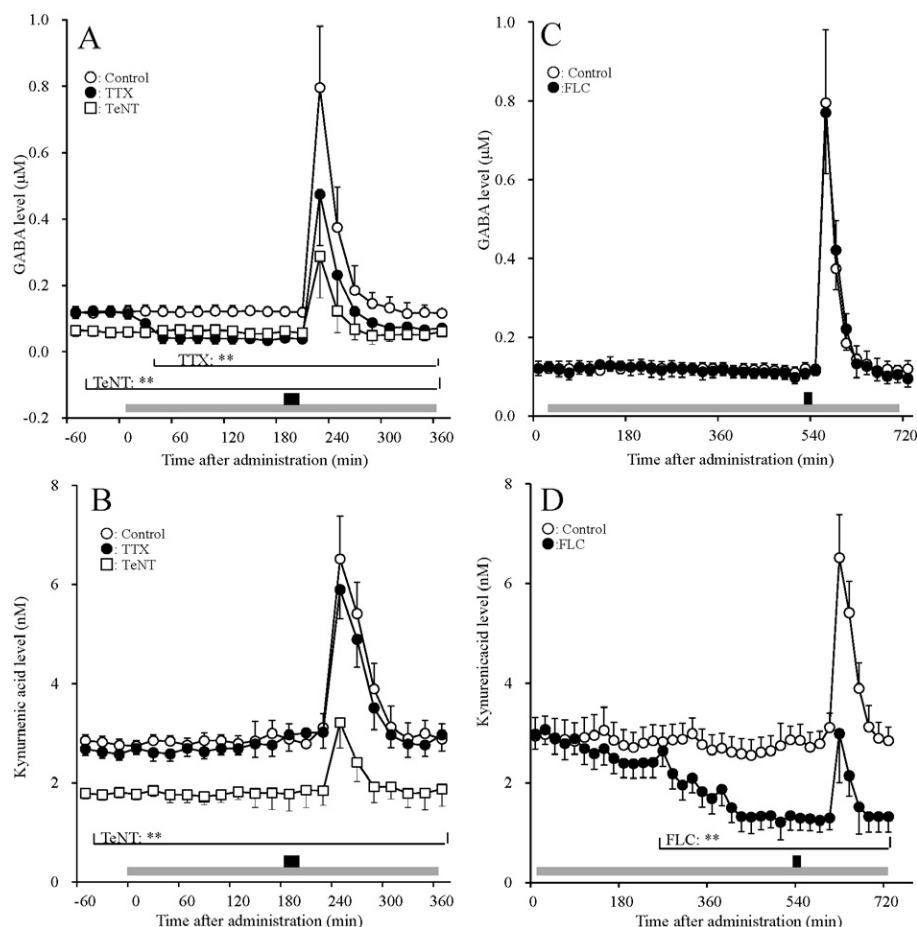 A
○: Control
●: TTX
□: TeNT
GABA level (μM)
1.0
0.8
0.6
0.4
0.2
0.0
-0.2
TTX: **
TeNT: **
-60 0 60 120 180 240 300 360
Time after administration (min)
C
○: Control
●:FLC
GABA level (μM)
1.0
0.8
0.6
0.4
0.2
0.0
0 180 360 540 720
Time after administration (min)
B
○: Control
●: TTX
□: TeNT
Kynurnenic acid level (nM)
8
6
4
2
0
TeNT: **
-60 0 60 120 180 240 300 360
Time after administration (min)
D
○: Control
●:FLC
Kynurenicacid level (nM)
8
6
4
2
0
FLC: **
0 180 360 540 720
Time after administration (min)